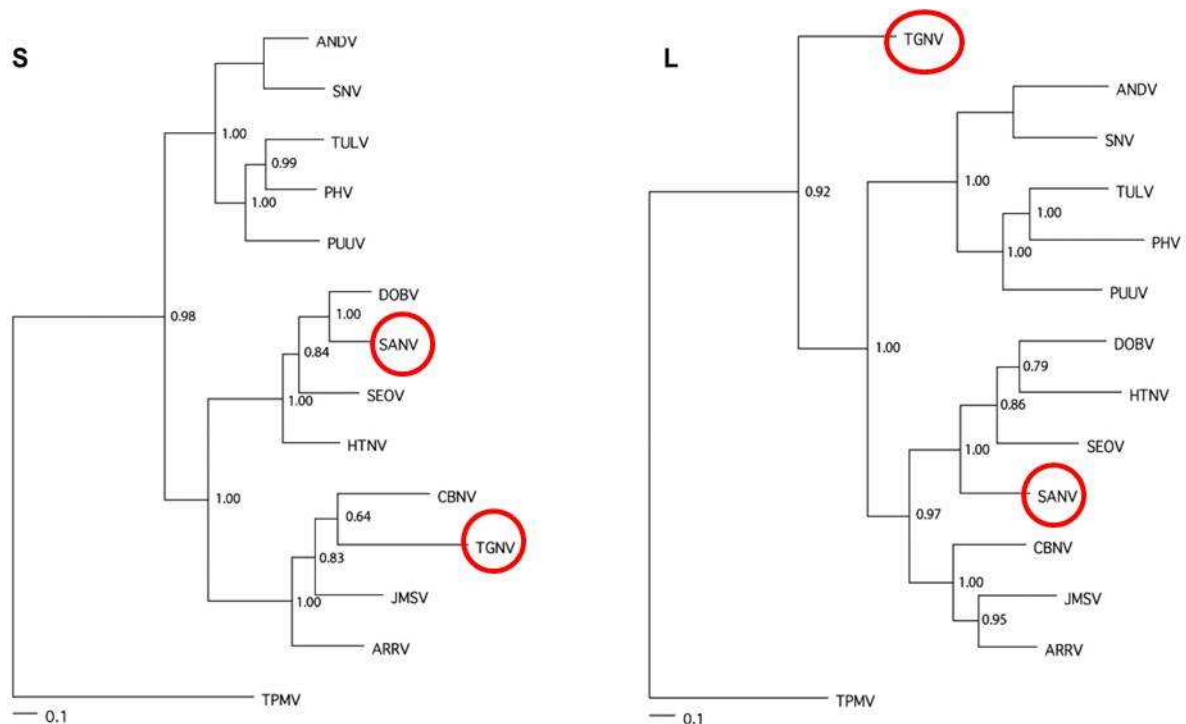 S
ANDV
SNV
1.00
TULV
0.99
PHV
1.00
PUUV
DOBV
0.98
1.00
SANV
0.84
SEOV
1.00
HTNV
CBNV
1.00
0.64
TGNV
0.83
JMSV
1.00
ARRV
TPMV
0.1
L
TGNV
ANDV
SNV
0.92
1.00
TULV
1.00
PHV
1.00
PUUV
DOBV
1.00
0.79
HTNV
0.86
SEOV
1.00
SANV
0.97
CBNV
1.00
JMSV
0.95
ARRV
TPMV
0.1